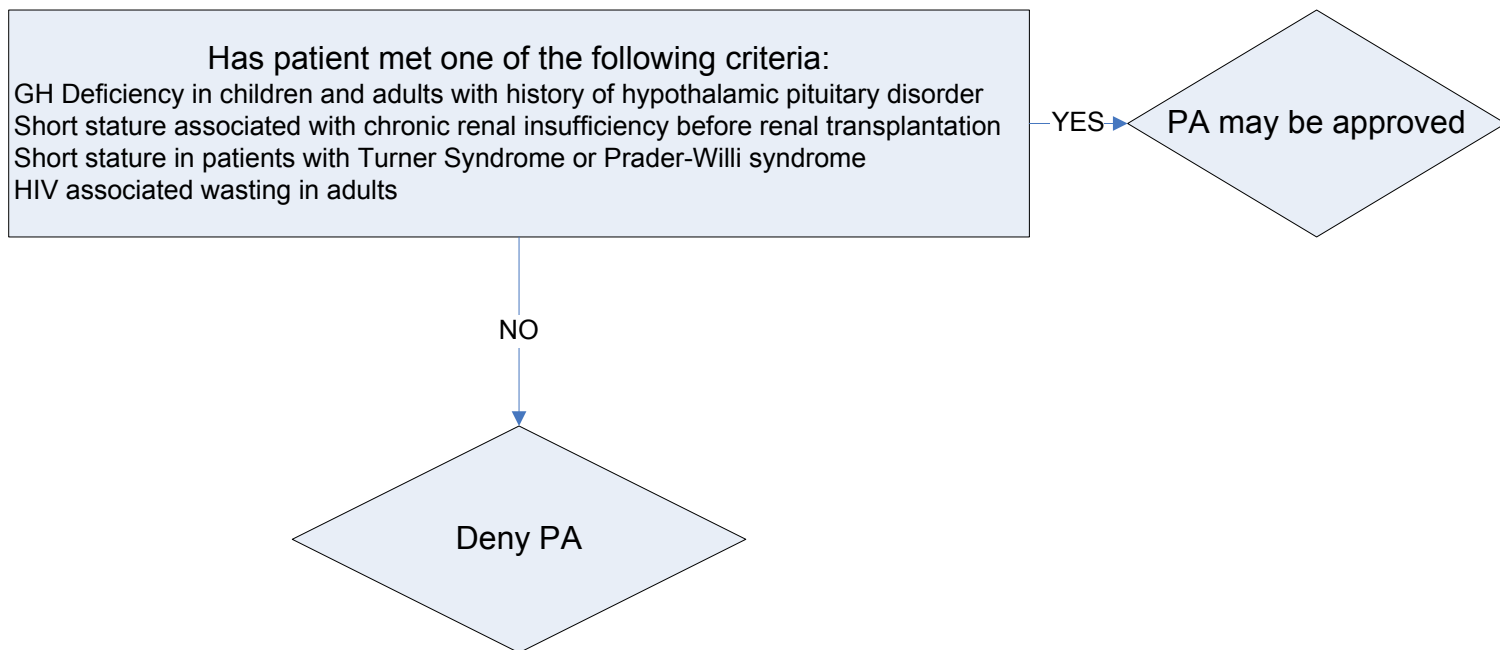 Has patient met one of the following criteria:
GH Deficiency in children and adults with history of hypothalamic pituitary disorder
Short stature associated with chronic renal insufficiency before renal transplantation
Short stature in patients with Turner Syndrome or Prader-Willi syndrome
HIV associated wasting in adults
YES
PA may be approved
NO
Deny PA